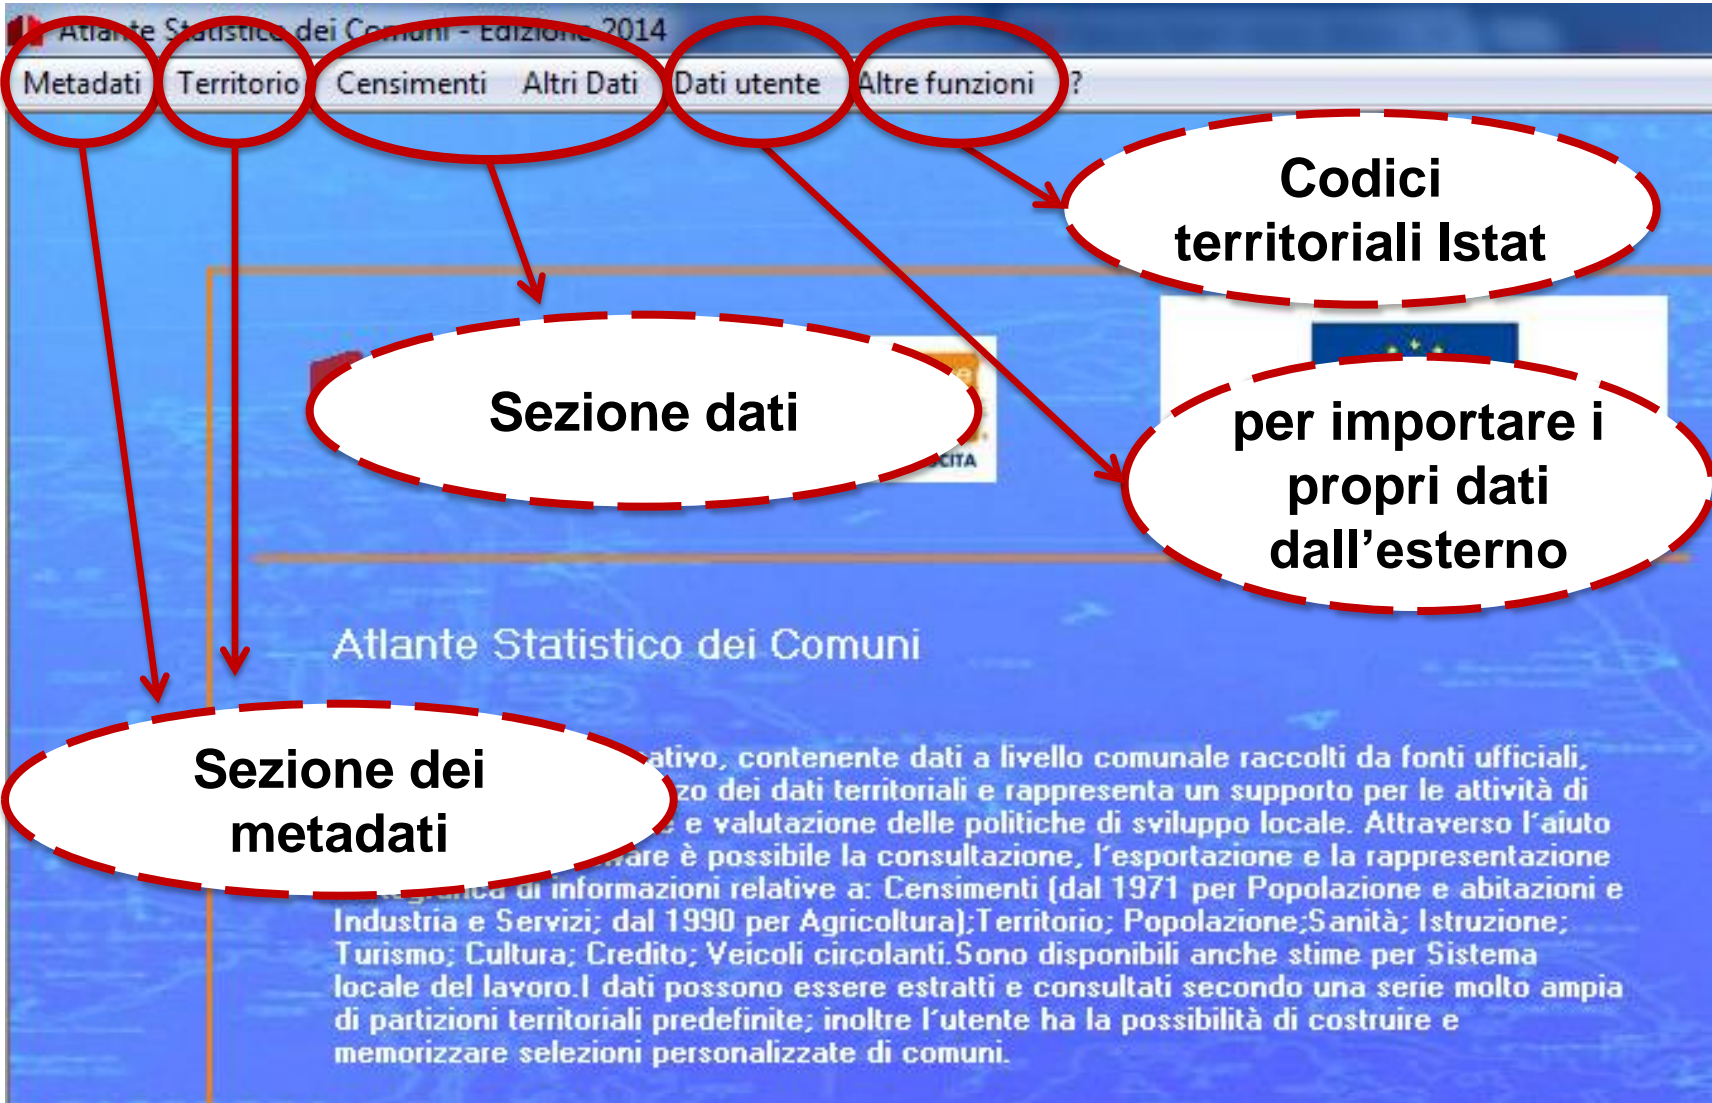 Atlante Statistico dei Comuni - Edizione 2014
Metadati Territorio Censimenti Altri Dati Dati utente Altre funzioni ?
Codici
territoriali Istat
Sezione dati
per importare i
propri dati
dall’esterno
Atlante Statistico dei Comuni
Sezione dei
metadati
contenente dati a livello comunale raccolti da fonti ufficiali,
dei dati territoriali e rappresenta un supporto per le attività di
e valutazione delle politiche di sviluppo locale. Attraverso l´aiuto
è possibile la consultazione, l´esportazione e la rappresentazione
di informazioni relative a: Censimenti (dal 1971 per Popolazione e abitazioni e
Industria e Servizi; dal 1990 per Agricoltura);Territorio; Popolazione;Sanità; Istruzione;
Turismo; Cultura; Credito; Veicoli circolanti.Sono disponibili anche stime per Sistema
locale del lavoro.I dati possono essere estratti e consultati secondo una serie molto ampia
di partizioni territoriali predefinite; inoltre l´utente ha la possibilità di costruire e
memorizzare selezioni personalizzate di comuni.